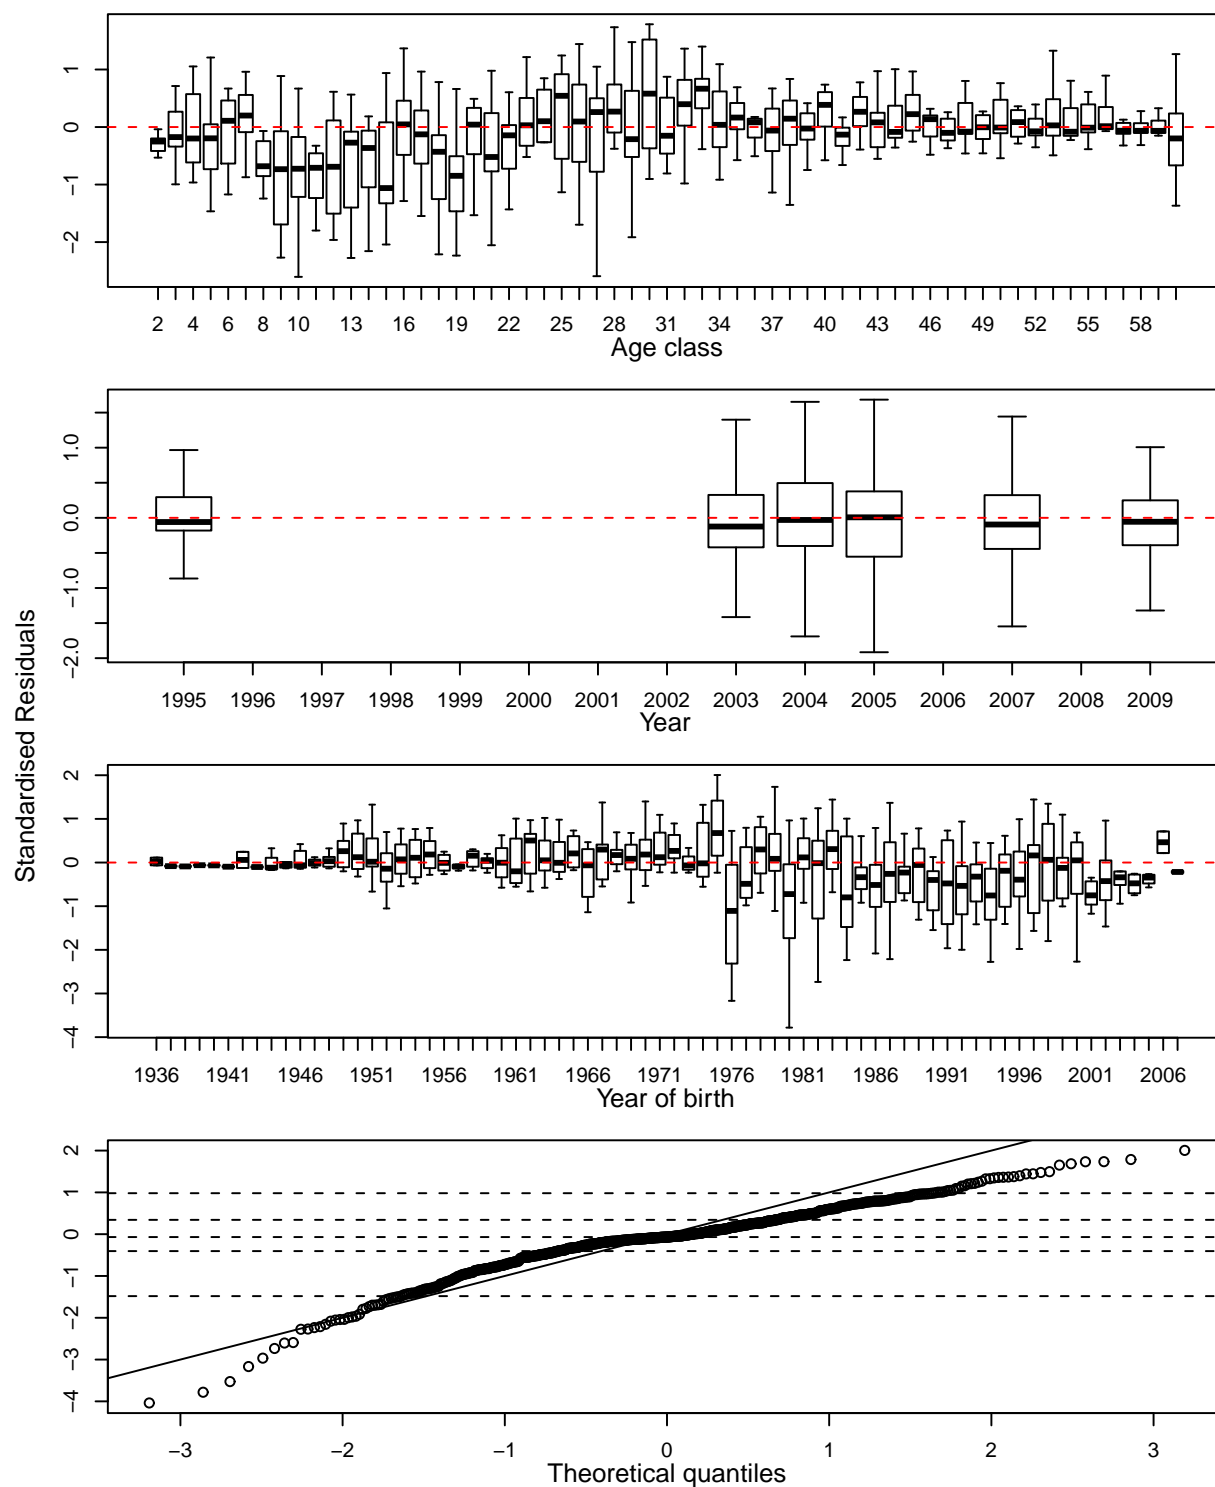 1
0
−1
−2
2 4 6 8 10 13 16 19 22 25 28 31 34 37 40 43 46 49 52 55 58
Age class
1.0
0.0
−1.0
−2.0
1995 1996 1997 1998 1999 2000 2001 2002 2003 2004 2005 2006 2007 2008 2009
Year
Standardised Residuals
2
1
0
−1
−2
−3
−4
1936 1941 1946 1951 1956 1961 1966 1971 1976 1981 1986 1991 1996 2001 2006
Year of birth
2
1
0
−1
−2
−3
−4
−3 −2 −1 0 1 2 3
Theoretical quantiles